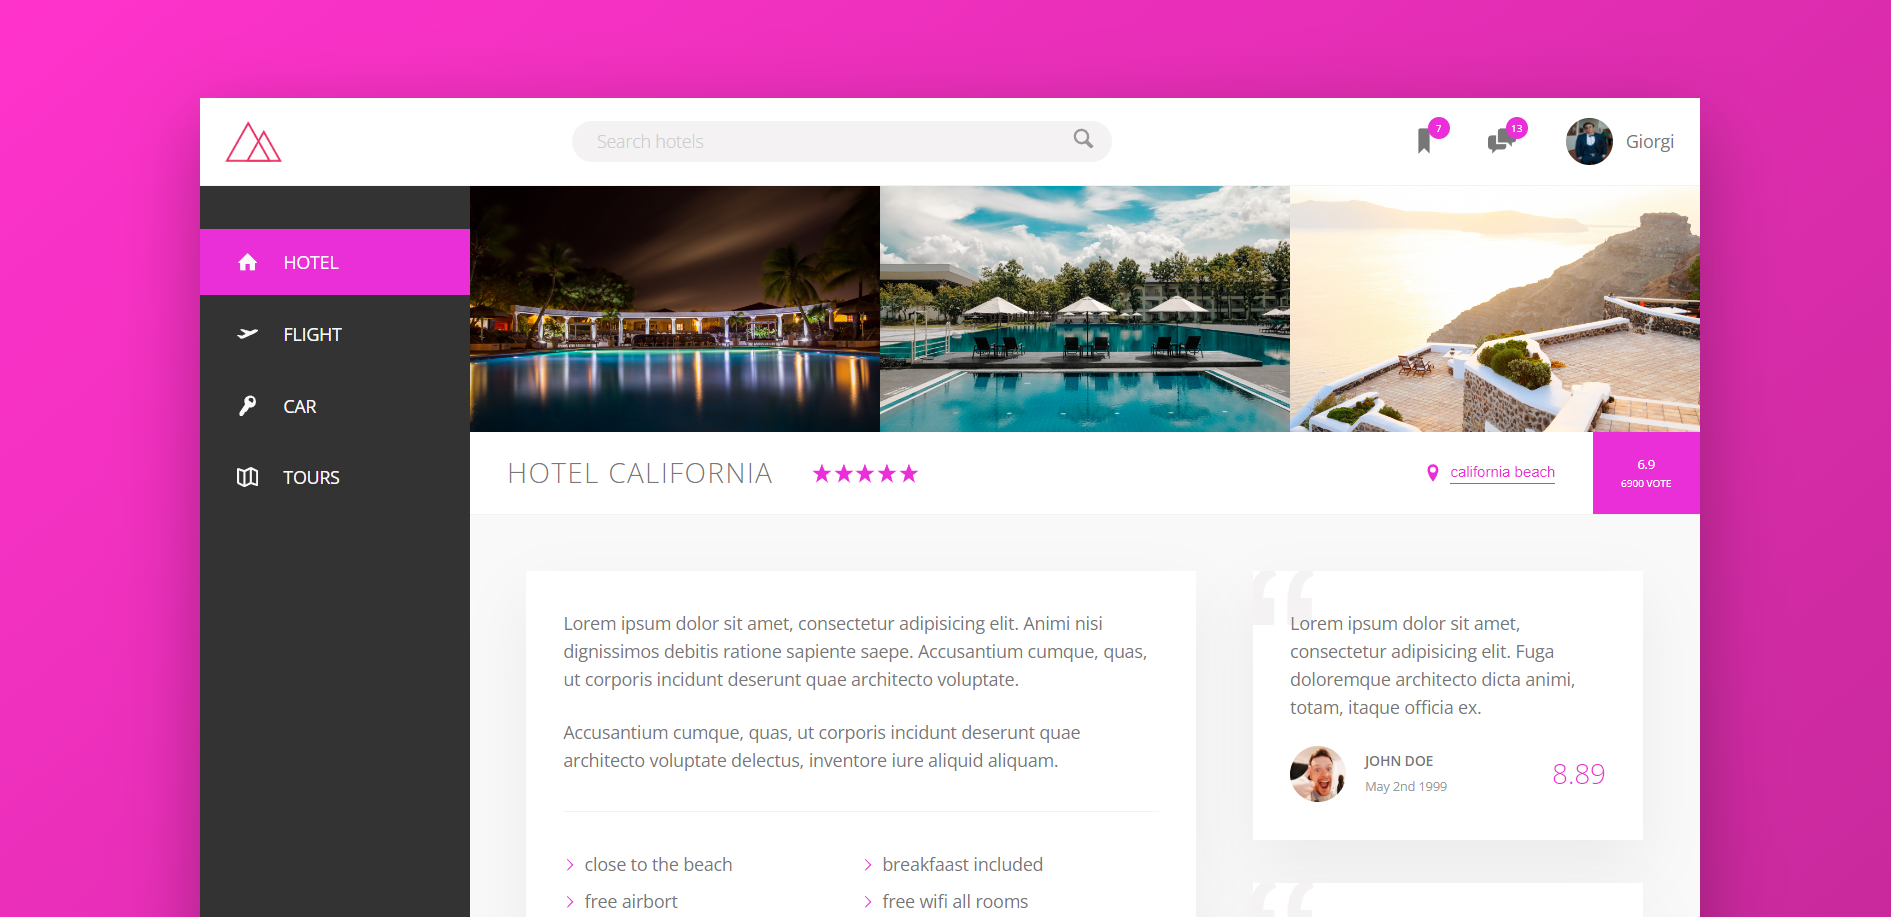 Search hotels
7
13
Giorgi
HOTEL
FLIGHT
CAR
TOURS
HOTEL CALIFORNIA
california beach
6.9
6900 VOTE
Lorem ipsum dolor sit amet, consectetur adipisicing elit. Animi nisi
dignissimos debitis ratione sapiente saepe. Accusantium cumque, quas,
ut corporis incidunt deserunt quae architecto voluptate.
Accusantium cumque, quas, ut corporis incidunt deserunt quae
architecto voluptate delectus, inventore iure aliquid aliquam.
close to the beach
breakfaast included
free airbort
free wifi all rooms
“
Lorem ipsum dolor sit amet,
consectetur adipisicing elit. Fuga
doloremque architecto dicta animi,
totam, itaque officia ex.
JOHN DOE
May 2nd 1999
8.89
“